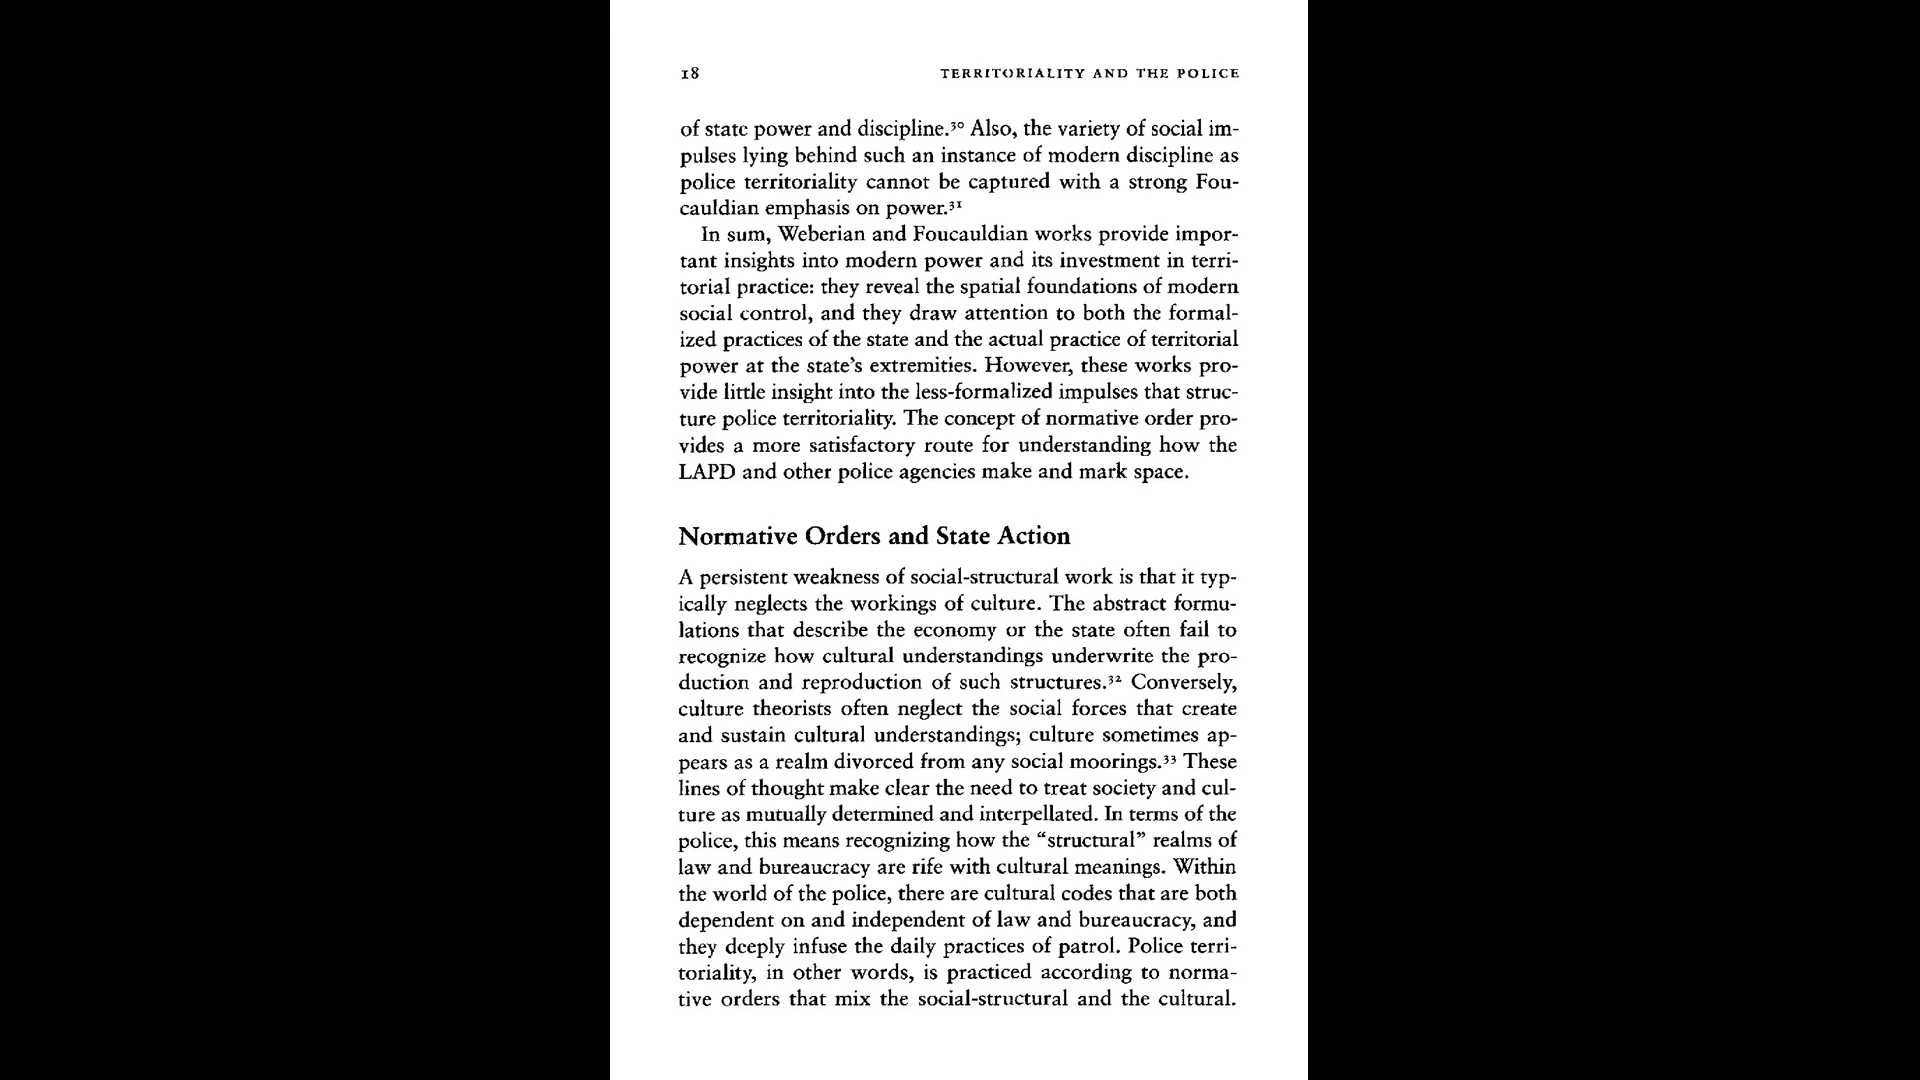 18 TERRITORIALITY AND THE POLICE
of state power and discipline.³⁰ Also, the variety of social im-
pulses lying behind such an instance of modern discipline as
police territoriality cannot be captured with a strong Fou-
cauldian emphasis on power.³¹
In sum, Weberian and Foucauldian works provide impor-
tant insights into modern power and its investment in terri-
torial practice: they reveal the spatial foundations of modern
social control, and they draw attention to both the formal-
ized practices of the state and the actual practice of territorial
power at the state's extremities. However, these works pro-
vide little insight into the less-formalized impulses that struc-
ture police territoriality. The concept of normative order pro-
vides a more satisfactory route for understanding how the
LAPD and other police agencies make and mark space.
Normative Orders and State Action
A persistent weakness of social-structural work is that it typ-
ically neglects the workings of culture. The abstract formu-
lations that describe the economy or the state often fail to
recognize how cultural understandings underwrite the pro-
duction and reproduction of such structures.³² Conversely,
culture theorists often neglect the social forces that create
and sustain cultural understandings; culture sometimes ap-
pears as a realm divorced from any social moorings.³³ These
lines of thought make clear the need to treat society and cul-
ture as mutually determined and interpellated. In terms of the
police, this means recognizing how the “structural” realms of
law and bureaucracy are rife with cultural meanings. Within
the world of the police, there are cultural codes that are both
dependent on and independent of law and bureaucracy, and
they deeply infuse the daily practices of patrol. Police terri-
toriality, in other words, is practiced according to norma-
tive orders that mix the social-structural and the cultural.